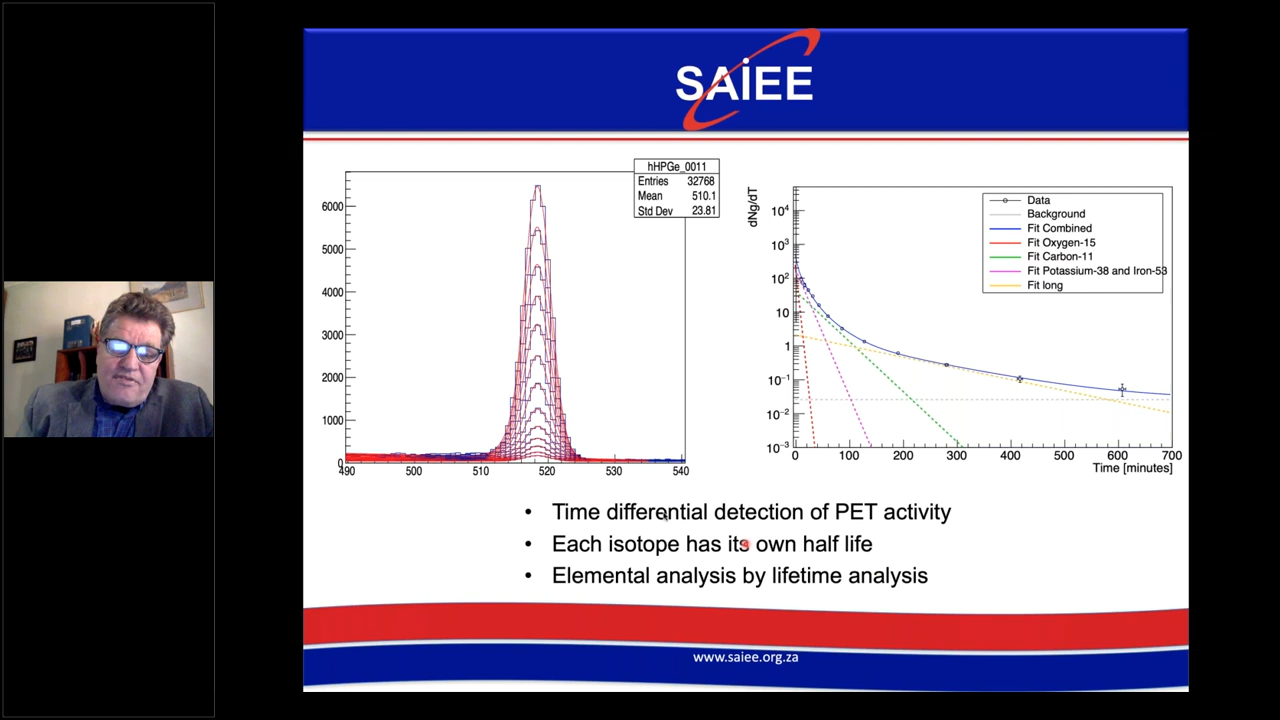 SAiEE
hHPGe_0011
Entries 32768
Mean 510.1
Std Dev 23.81
6000
5000
4000
3000
2000
1000
0
490 500 510 520 530 540
dNg/dT
Data
Background
Fit Combined
Fit Oxygen-15
Fit Carbon-11
Fit Potassium-38 and Iron-53
Fit long
10⁴
10³
10²
10
1
10⁻¹
10⁻²
10⁻³
0 100 200 300 400 500 600 700
Time [minutes]
• Time differential detection of PET activity
• Each isotope has its own half life
• Elemental analysis by lifetime analysis
www.saiee.org.za